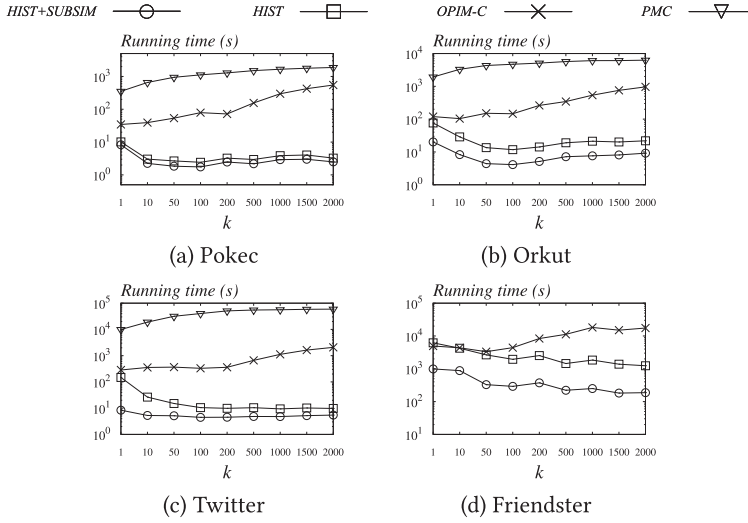 HIST+SUBSIM HIST OPIM-C PMC
Running time (s)
10^3
10^2
10^1
10^0
1 10 50 100 200 500 1000 1500 2000
k
(a) Pokec
Running time (s)
10^4
10^3
10^2
10^1
10^0
1 10 50 100 200 500 1000 1500 2000
k
(b) Orkut
Running time (s)
10^5
10^4
10^3
10^2
10^1
10^0
1 10 50 100 200 500 1000 1500 2000
k
(c) Twitter
Running time (s)
10^5
10^4
10^3
10^2
10^1
1 10 50 100 200 500 1000 1500 2000
k
(d) Friendster